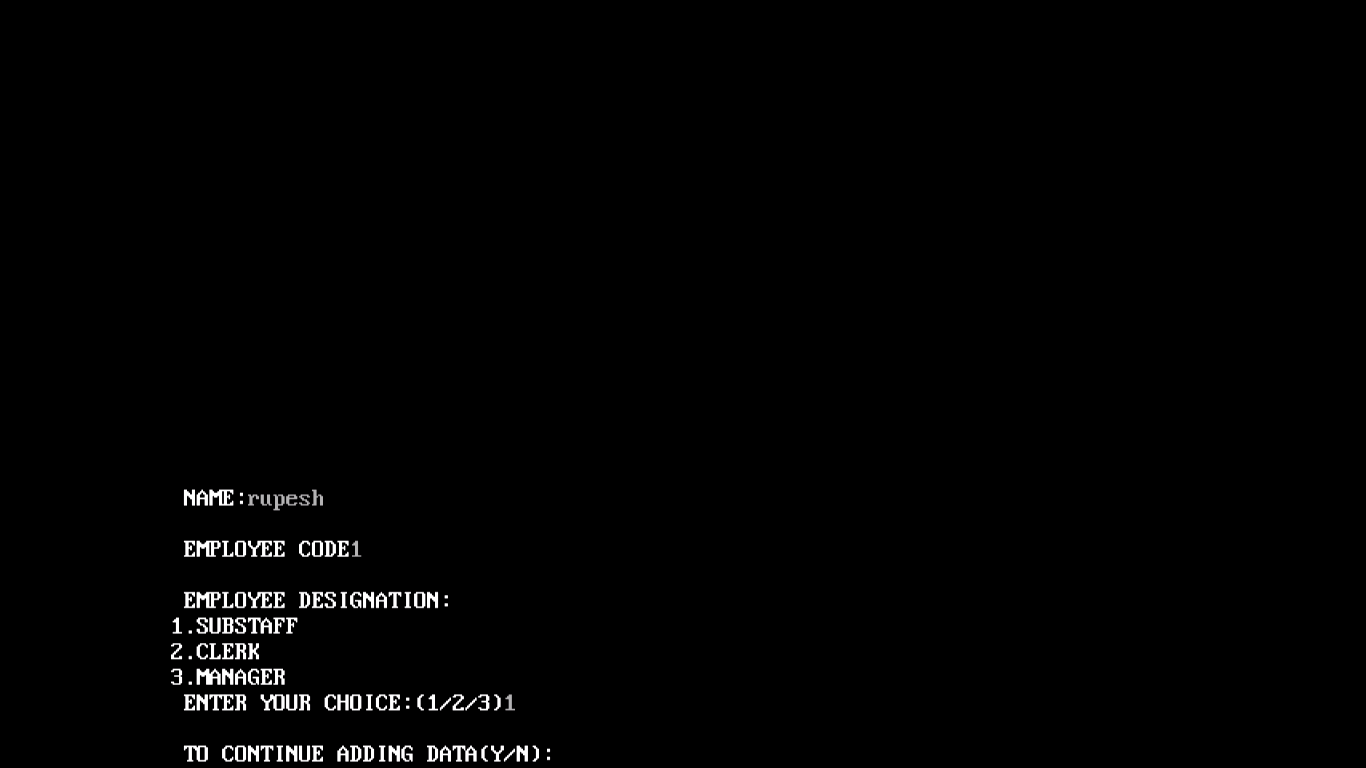 NAME:rupesh
EMPLOYEE CODE1
EMPLOYEE DESIGNATION:
1.SUBSTAFF
2.CLERK
3.MANAGER
ENTER YOUR CHOICE:(1/2/3)1
TO CONTINUE ADDING DATA(Y/N):